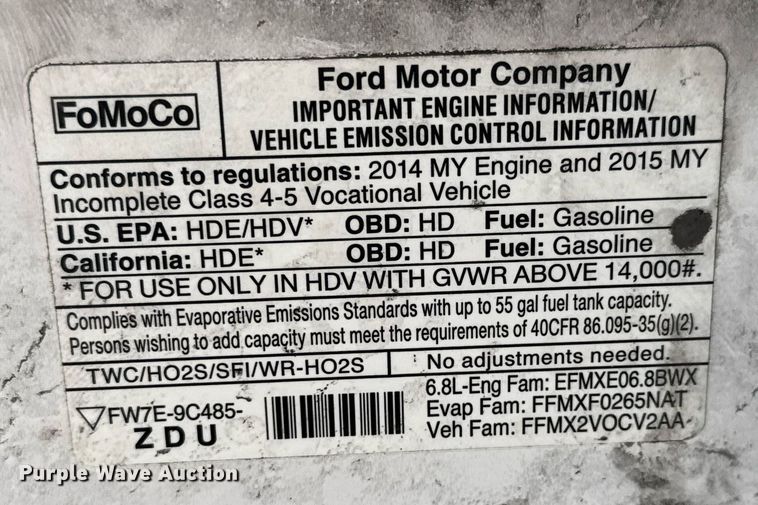 FoMoCo
Ford Motor Company
IMPORTANT ENGINE INFORMATION/
VEHICLE EMISSION CONTROL INFORMATION
Conforms to regulations: 2014 MY Engine and 2015 MY
Incomplete Class 4-5 Vocational Vehicle
U.S. EPA: HDE/HDV* OBD: HD Fuel: Gasoline
California: HDE* OBD: HD Fuel: Gasoline
* FOR USE ONLY IN HDV WITH GVWR ABOVE 14,000#.
Complies with Evaporative Emissions Standards with up to 55 gal fuel tank capacity.
Persons wishing to add capacity must meet the requirements of 40CFR 86.095-35(g)(2).
TWC/HO2S/SFI/WR-HO2S
No adjustments needed.
FW7E-9C485-
ZDU
6.8L-Eng Fam: EFMXE06.8BWX
Evap Fam: FFMXF0265NAT
Veh Fam: FFMX2VOCV2AA
Purple Wave Auction